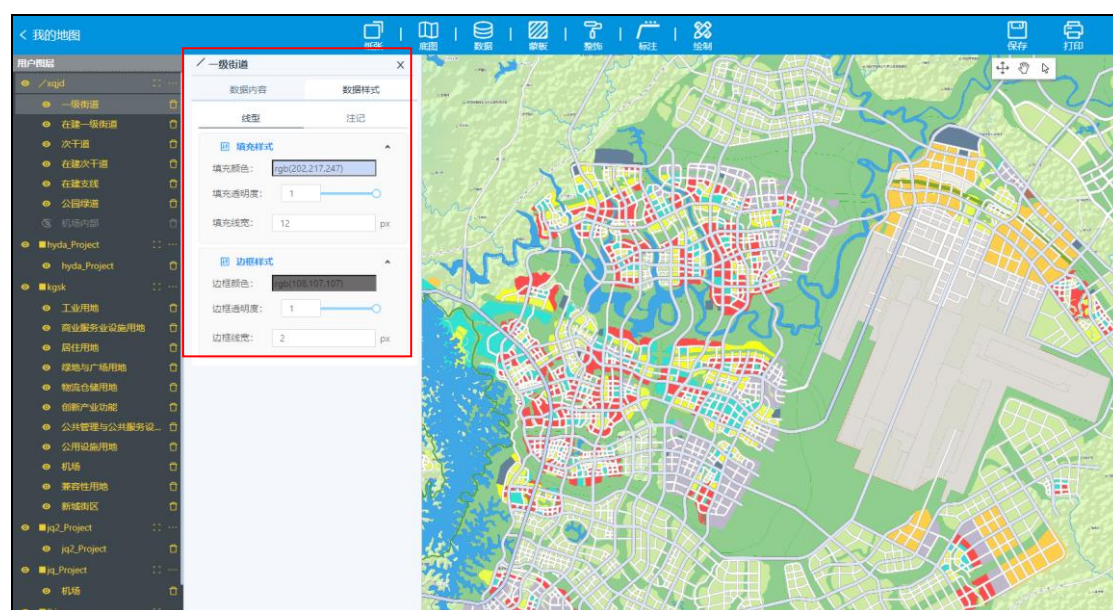 < 我的地图
纸张
底图
数据
蒙板
整饰
标注
绘制
保存
打印
用户图层
xqjd
一级街道
在建一级街道
次干道
在建次干道
在建支线
公园绿道
机场内部
hyda_Project
hyda_Project
kgsk
工业用地
商业服务业设施用地
居住用地
绿地与广场用地
物流仓储用地
创新产业功能
公共管理与公共服务设...
公用设施用地
机场
兼容性用地
新城街区
jq2_Project
jq2_Project
jq_Project
机场
一级街道 X
数据内容 数据样式
线型 注记
填充样式
填充颜色: rgb(202,217,247)
填充透明度: 1
填充线宽: 12 px
边框样式
边框颜色: rgb(108,107,107)
边框透明度: 1
边框线宽: 2 px